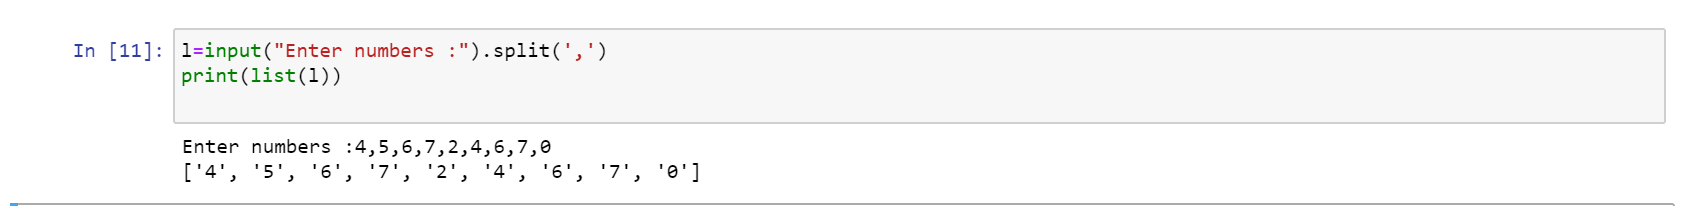 In [11]: l=input("Enter numbers :").split(',')
print(list(l))
Enter numbers :4,5,6,7,2,4,6,7,0
['4', '5', '6', '7', '2', '4', '6', '7', '0']